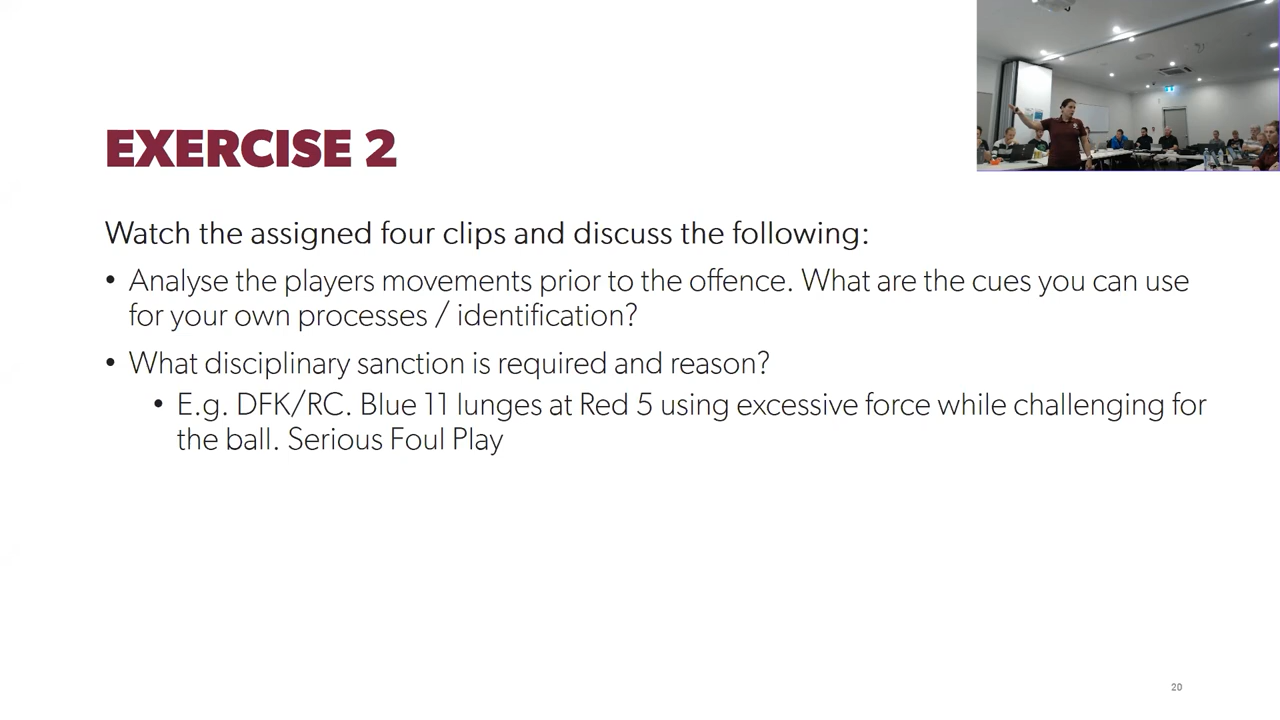 EXERCISE 2
Watch the assigned four clips and discuss the following:
• Analyse the players movements prior to the offence. What are the cues you can use
for your own processes / identification?
• What disciplinary sanction is required and reason?
• E.g. DFK/RC. Blue 11 lunges at Red 5 using excessive force while challenging for
the ball. Serious Foul Play
20